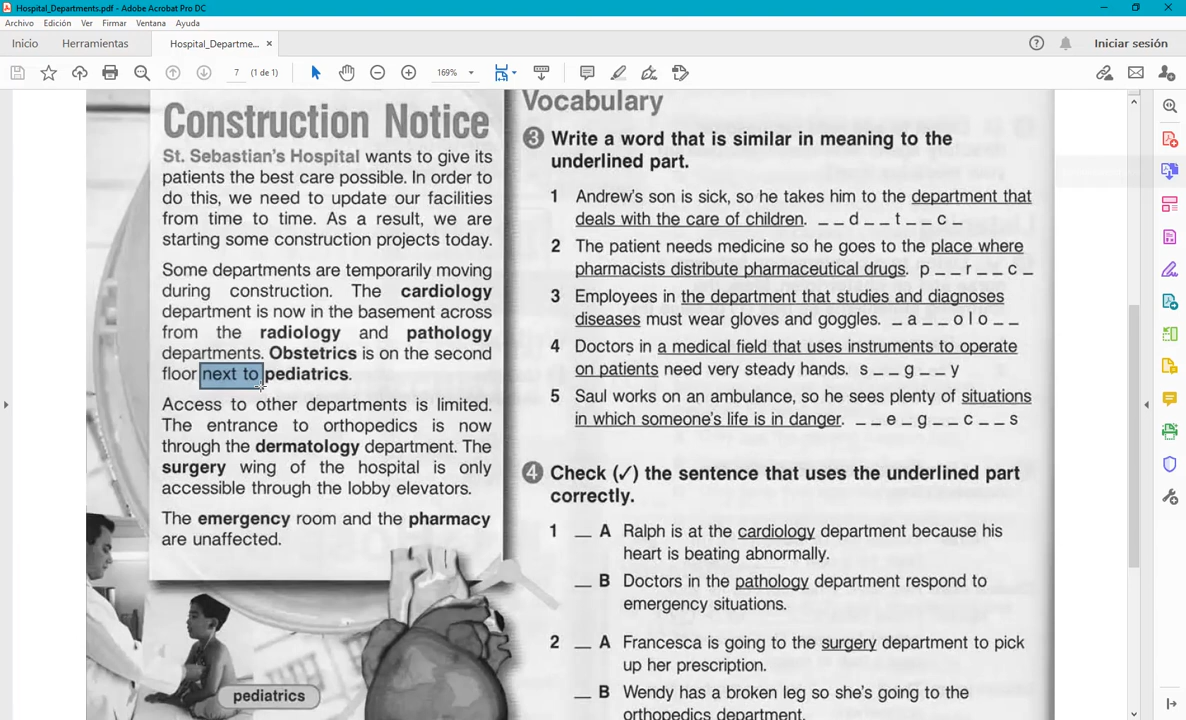 Hospital_Departments.pdf - Adobe Acrobat Pro DC
Archivo Edición Ver Firmar Ventana Ayuda
Inicio Herramientas Hospital_Departme... × Iniciar sesión
7 (1 de 1) 169%
Construction Notice
St. Sebastian's Hospital wants to give its
patients the best care possible. In order to
do this, we need to update our facilities
from time to time. As a result, we are
starting some construction projects today.
Some departments are temporarily moving
during construction. The cardiology
department is now in the basement across
from the radiology and pathology
departments. Obstetrics is on the second
floor next to pediatrics.
Access to other departments is limited.
The entrance to orthopedics is now
through the dermatology department. The
surgery wing of the hospital is only
accessible through the lobby elevators.
The emergency room and the pharmacy
are unaffected.
pediatrics
Vocabulary
3 Write a word that is similar in meaning to the
underlined part.
1 Andrew's son is sick, so he takes him to the department that
deals with the care of children. _ _ d _ _ t _ _ c _
2 The patient needs medicine so he goes to the place where
pharmacists distribute pharmaceutical drugs. p _ _ r _ _ c _
3 Employees in the department that studies and diagnoses
diseases must wear gloves and goggles. _ a _ _ o l o _ _
4 Doctors in a medical field that uses instruments to operate
on patients need very steady hands. s _ _ g _ _ y
5 Saul works on an ambulance, so he sees plenty of situations
in which someone's life is in danger. _ _ e _ g _ _ c _ _ s
4 Check (✓) the sentence that uses the underlined part
correctly.
1 _ A Ralph is at the cardiology department because his
heart is beating abnormally.
_ B Doctors in the pathology department respond to
emergency situations.
2 _ A Francesca is going to the surgery department to pick
up her prescription.
_ B Wendy has a broken leg so she's going to the
orthopedics department.